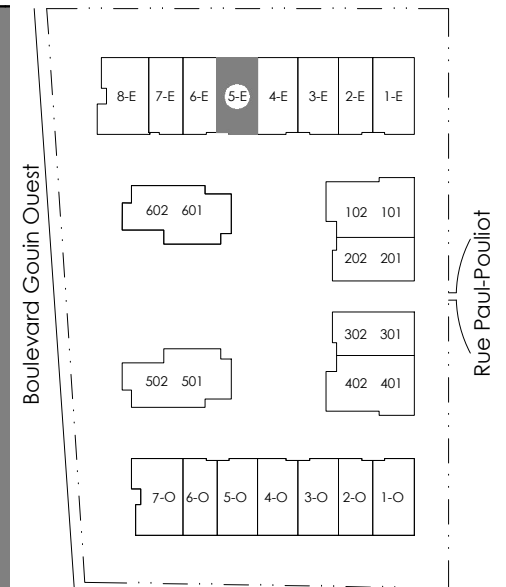 8-E 7-E 6-E 5-E 4-E 3-E 2-E 1-E
602 601
102 101
202 201
Boulevard Gouin Ouest
Rue Paul-Pouliot
302 301
502 501
402 401
7-O 6-O 5-O 4-O 3-O 2-O 1-O